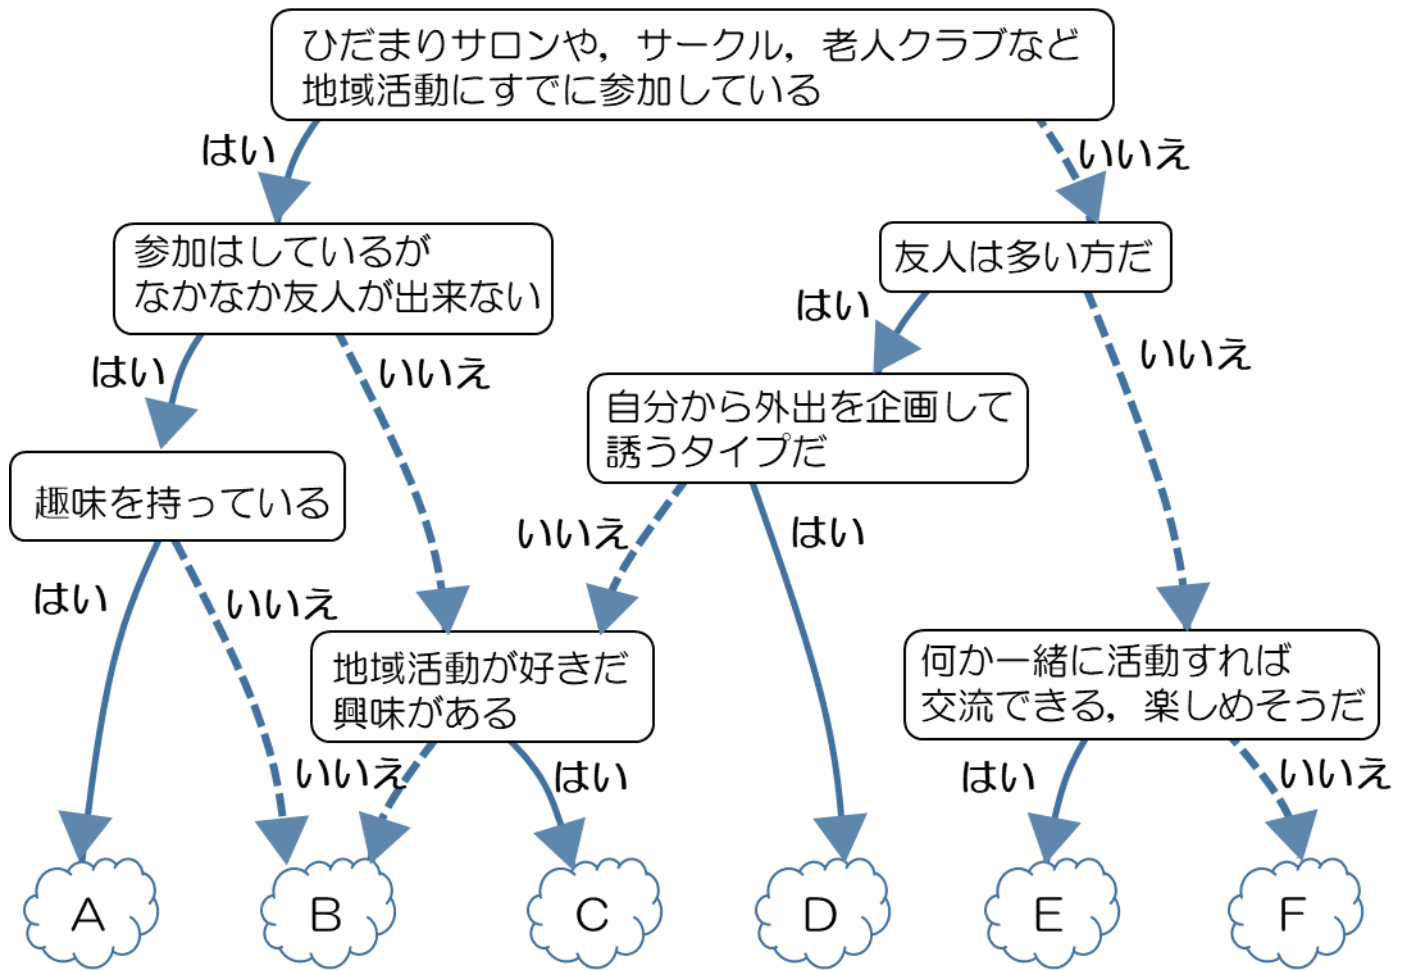 ひだまりサロンや，サークル，老人クラブなど
地域活動にすでに参加している
はい
いいえ
参加はしているが
なかなか友人が出来ない
友人は多い方だ
はい
いいえ
はい
いいえ
自分から外出を企画して
誘うタイプだ
趣味を持っている
いいえ
はい
はい
いいえ
地域活動が好きだ
興味がある
何か一緒に活動すれば
交流できる，楽しめそうだ
いいえ
はい
はい
いいえ
A
B
C
D
E
F